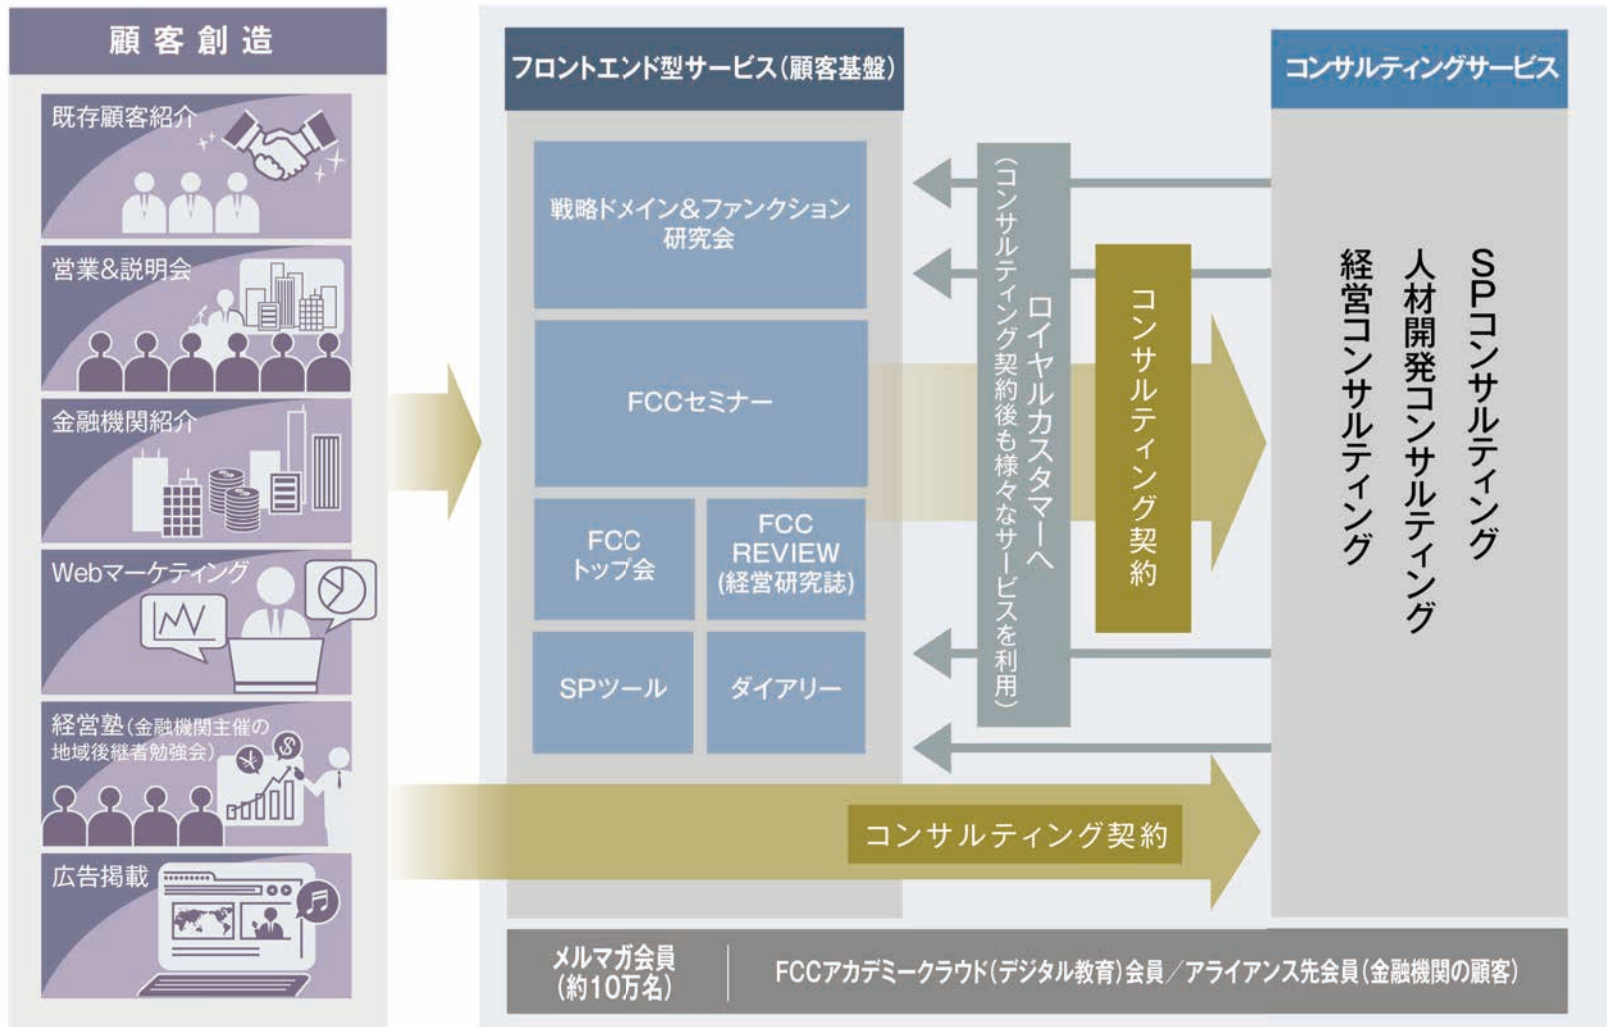 顧客創造
既存顧客紹介
営業&説明会
金融機関紹介
Webマーケティング
経営塾(金融機関主催の
地域後継者勉強会)
広告掲載
フロントエンド型サービス(顧客基盤)
戦略ドメイン&ファンクション
研究会
FCCセミナー
FCC
トップ会
FCC
REVIEW
(経営研究誌)
SPツール
ダイアリー
ロイヤルカスタマーへ
(コンサルティング契約後も様々なサービスを利用)
コンサルティング契約
コンサルティング契約
コンサルティングサービス
SPコンサルティング
人材開発コンサルティング
経営コンサルティング
メルマガ会員
(約10万名)
FCCアカデミークラウド(デジタル教育)会員/アライアンス先会員(金融機関の顧客)